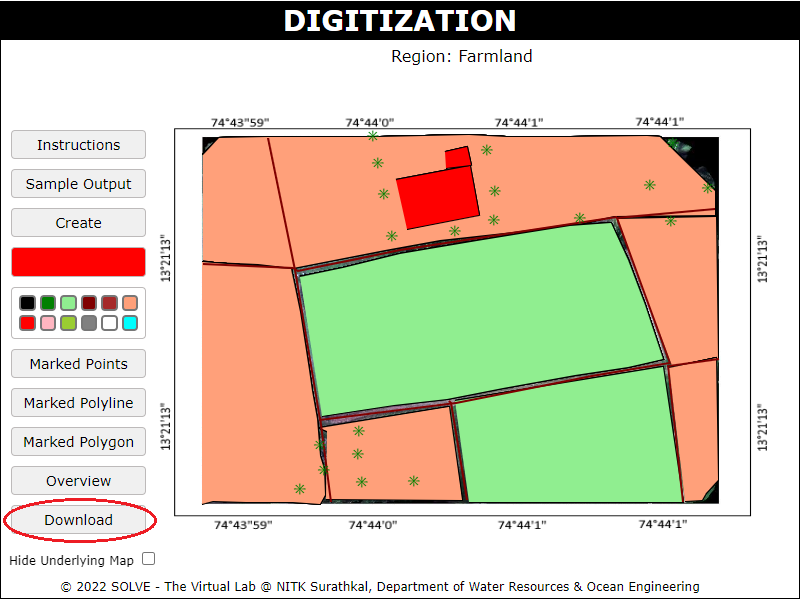 DIGITIZATION
Region: Farmland
74°43'59" 74°44'0" 74°44'1" 74°44'1"
Instructions
Sample Output
Create
13°21'13" 13°21'13"
Marked Points
Marked Polyline
Marked Polygon
13°21'13" 13°21'13"
Overview
Download
74°43'59" 74°44'0" 74°44'1" 74°44'1"
Hide Underlying Map
© 2022 SOLVE - The Virtual Lab @ NITK Surathkal, Department of Water Resources & Ocean Engineering